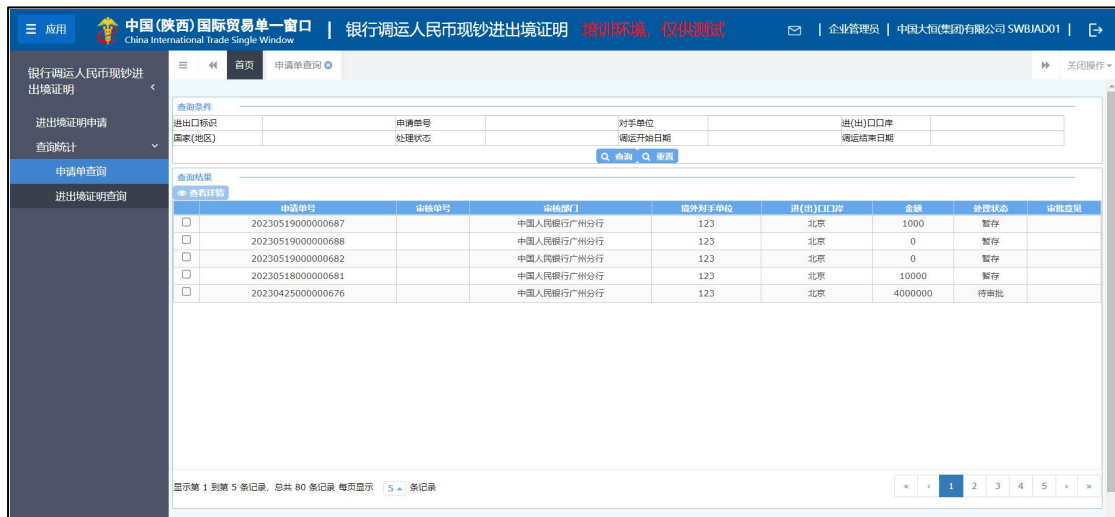 应用 中国(陕西)国际贸易单一窗口 | 银行调运人民币现钞进出境证明 培训环境，仅供测试 | 企业管理员 | 中国大恒(集团)有限公司 SWBJAD01 |
China International Trade Single Window
银行调运人民币现钞进出境证明
进出境证明申请
查询统计
申请单查询
进出境证明查询
首页 申请单查询 关闭操作
查询条件
进出口标识 申请单号 对手单位 进(出)口口岸
国家(地区) 处理状态 调运开始日期 调运结束日期
查询 重置
查询结果
查看详情
申请单号 审核单号 审核部门 境外对手单位 进(出)口口岸 金额 处理状态 审批意见
20230519000000687 中国人民银行广州分行 123 北京 1000 暂存
20230519000000688 中国人民银行广州分行 123 北京 0 暂存
20230519000000682 中国人民银行广州分行 123 北京 0 暂存
20230518000000681 中国人民银行广州分行 123 北京 10000 暂存
20230425000000676 中国人民银行广州分行 123 北京 4000000 待审批
显示第 1 到第 5 条记录，总共 80 条记录 每页显示 5 条记录 « ‹ 1 2 3 4 5 › »